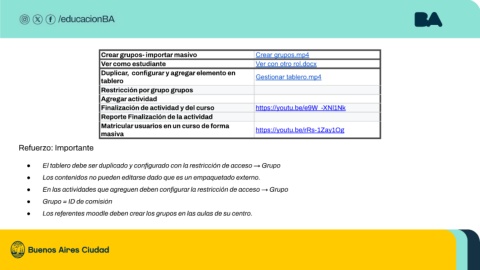 /educacionBA
BA
Crear grupos- importar masivo Crear grupos.mp4
Ver como estudiante Ver con otro rol.docx
Duplicar, configurar y agregar elemento en
tablero Gestionar tablero.mp4
Restricción por grupo grupos
Agregar actividad
Finalización de actividad y del curso https://youtu.be/e9W_-XNI1Nk
Reporte Finalización de la actividad
Matricular usuarios en un curso de forma
masiva https://youtu.be/rRs-1Zay1Og
Refuerzo: Importante
● El tablero debe ser duplicado y configurado con la restricción de acceso → Grupo
● Los contenidos no pueden editarse dado que es un empaquetado externo.
● En las actividades que agreguen deben configurar la restricción de acceso → Grupo
● Grupo = ID de comisión
● Los referentes moodle deben crear los grupos en las aulas de su centro.
Buenos Aires Ciudad